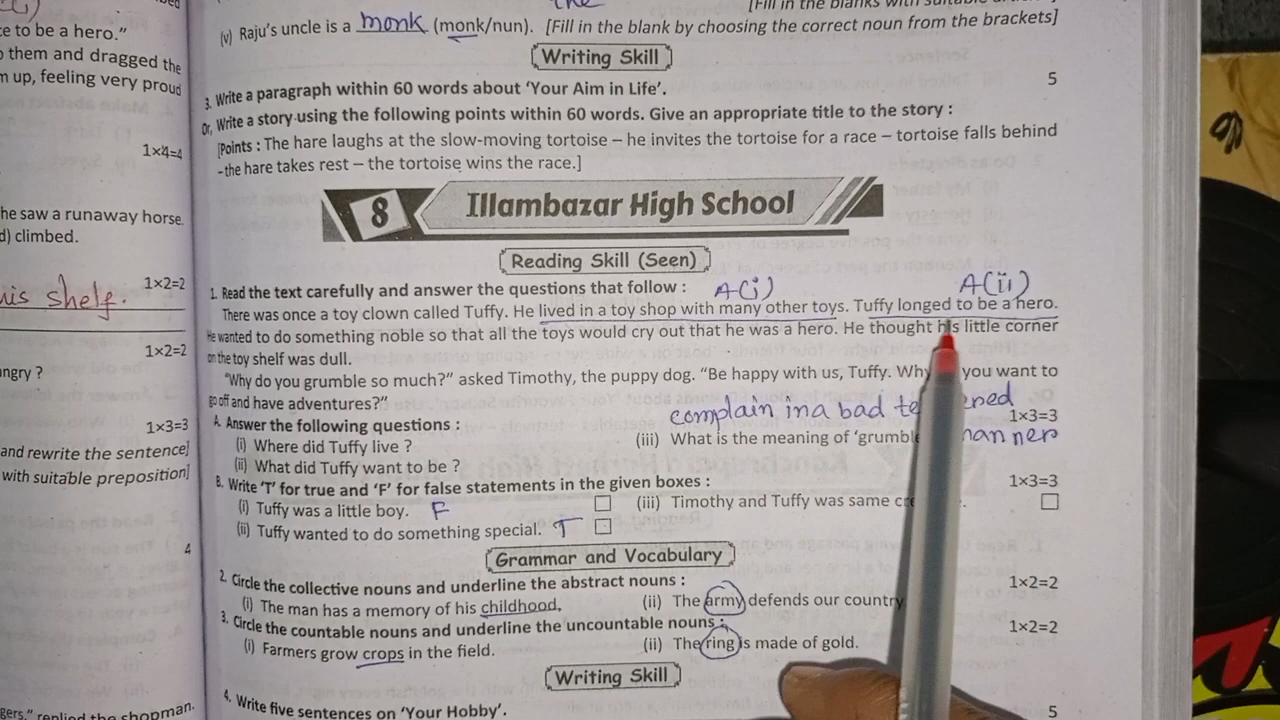 ce to be a hero."
them and dragged the
m up, feeling very proud
1×4=4
he saw a runaway horse.
d) climbed.
1×2=2
his shelf.
1×2=2
angry ?
1×3=3
and rewrite the sentence]
with suitable preposition]
4
gers," replied the shopman.
the
[Fill in the blanks with
(v) Raju's uncle is a monk (monk/nun). [Fill in the blank by choosing the correct noun from the brackets]
Writing Skill
3. Write a paragraph within 60 words about 'Your Aim in Life'. 5
Or, Write a story using the following points within 60 words. Give an appropriate title to the story :
[Points : The hare laughs at the slow-moving tortoise – he invites the tortoise for a race – tortoise falls behind
-the hare takes rest – the tortoise wins the race.]
8 Illambazar High School
Reading Skill (Seen)
1. Read the text carefully and answer the questions that follow : A(i) A(ii)
There was once a toy clown called Tuffy. He lived in a toy shop with many other toys. Tuffy longed to be a hero.
He wanted to do something noble so that all the toys would cry out that he was a hero. He thought his little corner
on the toy shelf was dull.
"Why do you grumble so much?" asked Timothy, the puppy dog. "Be happy with us, Tuffy. Why you want to
go off and have adventures?"
complain in a bad
A. Answer the following questions : 1×3=3
(i) Where did Tuffy live ? (iii) What is the meaning of 'grumble manner
(ii) What did Tuffy want to be ?
B. Write 'T' for true and 'F' for false statements in the given boxes : 1×3=3
(i) Tuffy was a little boy. F (iii) Timothy and Tuffy was same
(ii) Tuffy wanted to do something special. T
Grammar and Vocabulary
2. Circle the collective nouns and underline the abstract nouns : 1×2=2
(i) The man has a memory of his childhood, (ii) The army defends our country
3. Circle the countable nouns and underline the uncountable nouns : 1×2=2
(i) Farmers grow crops in the field. (ii) The ring is made of gold.
Writing Skill
4. Write five sentences on 'Your Hobby'. 5